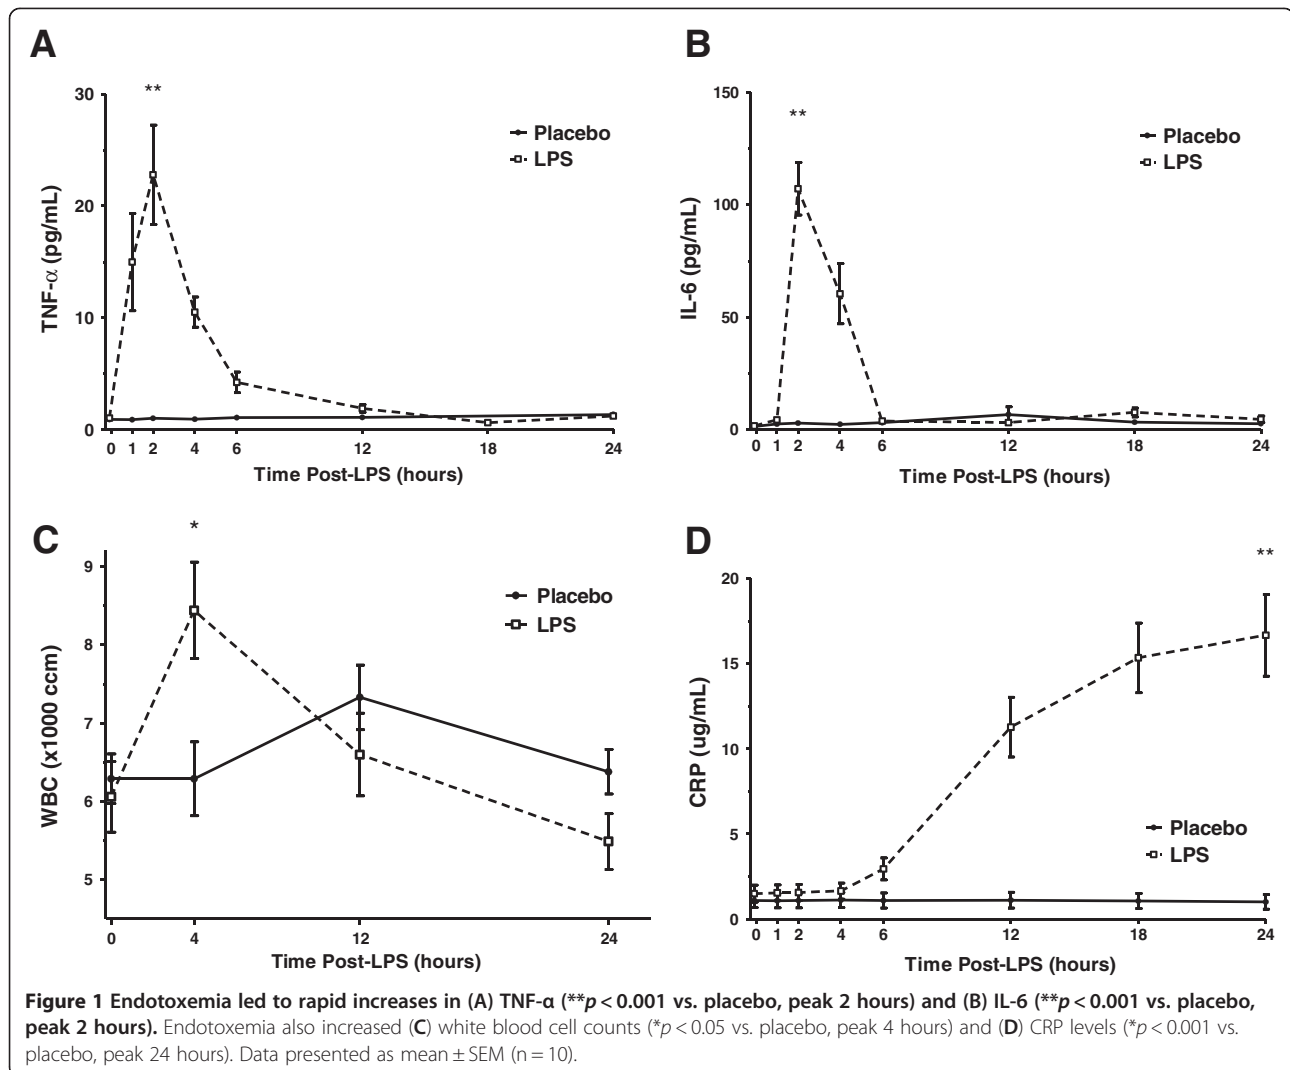 A
**
30
20
10
0
TNF-α (pg/mL)
Placebo
LPS
0 1 2 4 6 12 18 24
Time Post-LPS (hours)
B
**
150
100
50
0
IL-6 (pg/mL)
Placebo
LPS
0 1 2 4 6 12 18 24
Time Post-LPS (hours)
C
*
9
8
7
6
5
WBC (x1000 ccm)
Placebo
LPS
0 4 12 24
Time Post-LPS (hours)
D
**
20
15
10
5
0
CRP (ug/mL)
Placebo
LPS
0 1 2 4 6 12 18 24
Time Post-LPS (hours)
Figure 1 Endotoxemia led to rapid increases in (A) TNF-α (**p < 0.001 vs. placebo, peak 2 hours) and (B) IL-6 (**p < 0.001 vs. placebo,
peak 2 hours). Endotoxemia also increased (C) white blood cell counts (*p < 0.05 vs. placebo, peak 4 hours) and (D) CRP levels (*p < 0.001 vs.
placebo, peak 24 hours). Data presented as mean ± SEM (n = 10).